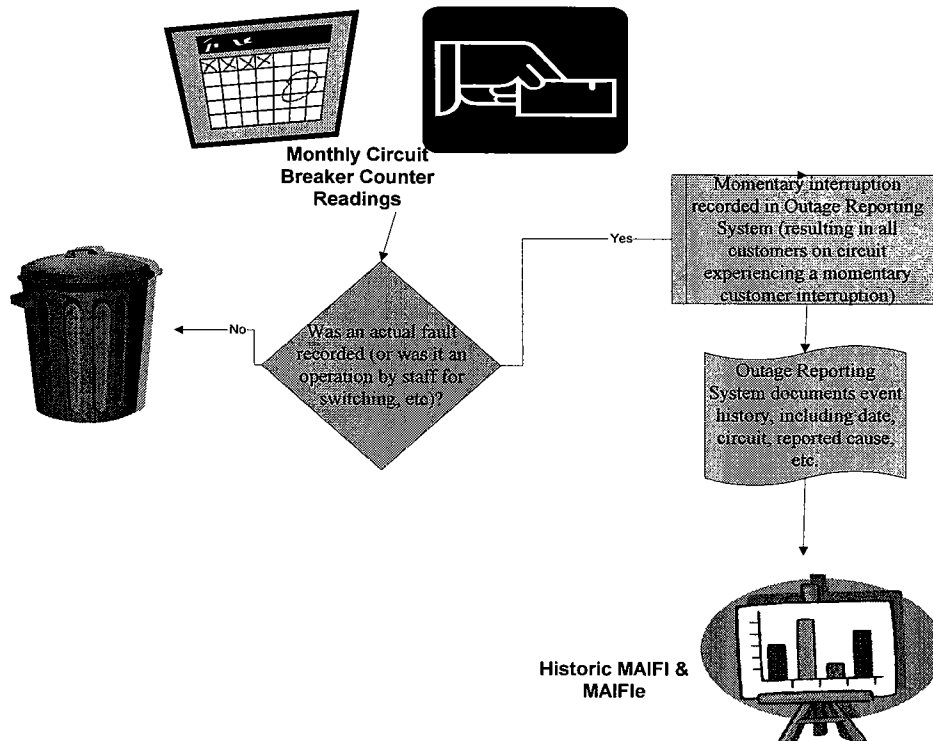 Monthly Circuit
Breaker Counter
Readings
Was an actual fault
recorded (or was it an
operation by staff for
switching, etc)?
No
Yes
Momentary interruption
recorded in Outage Reporting
System (resulting in all
customers on circuit
experiencing a momentary
customer interruption)
Outage Reporting
System documents event
history, including date,
circuit, reported cause,
etc.
Historic MAIFI &
MAIFIe